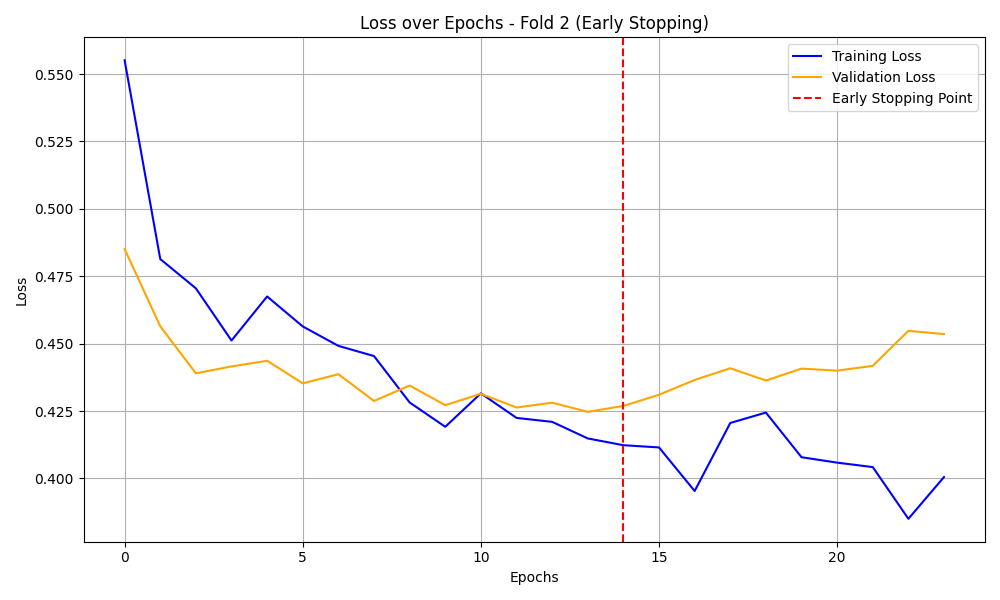 Loss over Epochs - Fold 2 (Early Stopping)
Training Loss
Validation Loss
Early Stopping Point
Loss
0.550
0.525
0.500
0.475
0.450
0.425
0.400
0 5 10 15 20
Epochs